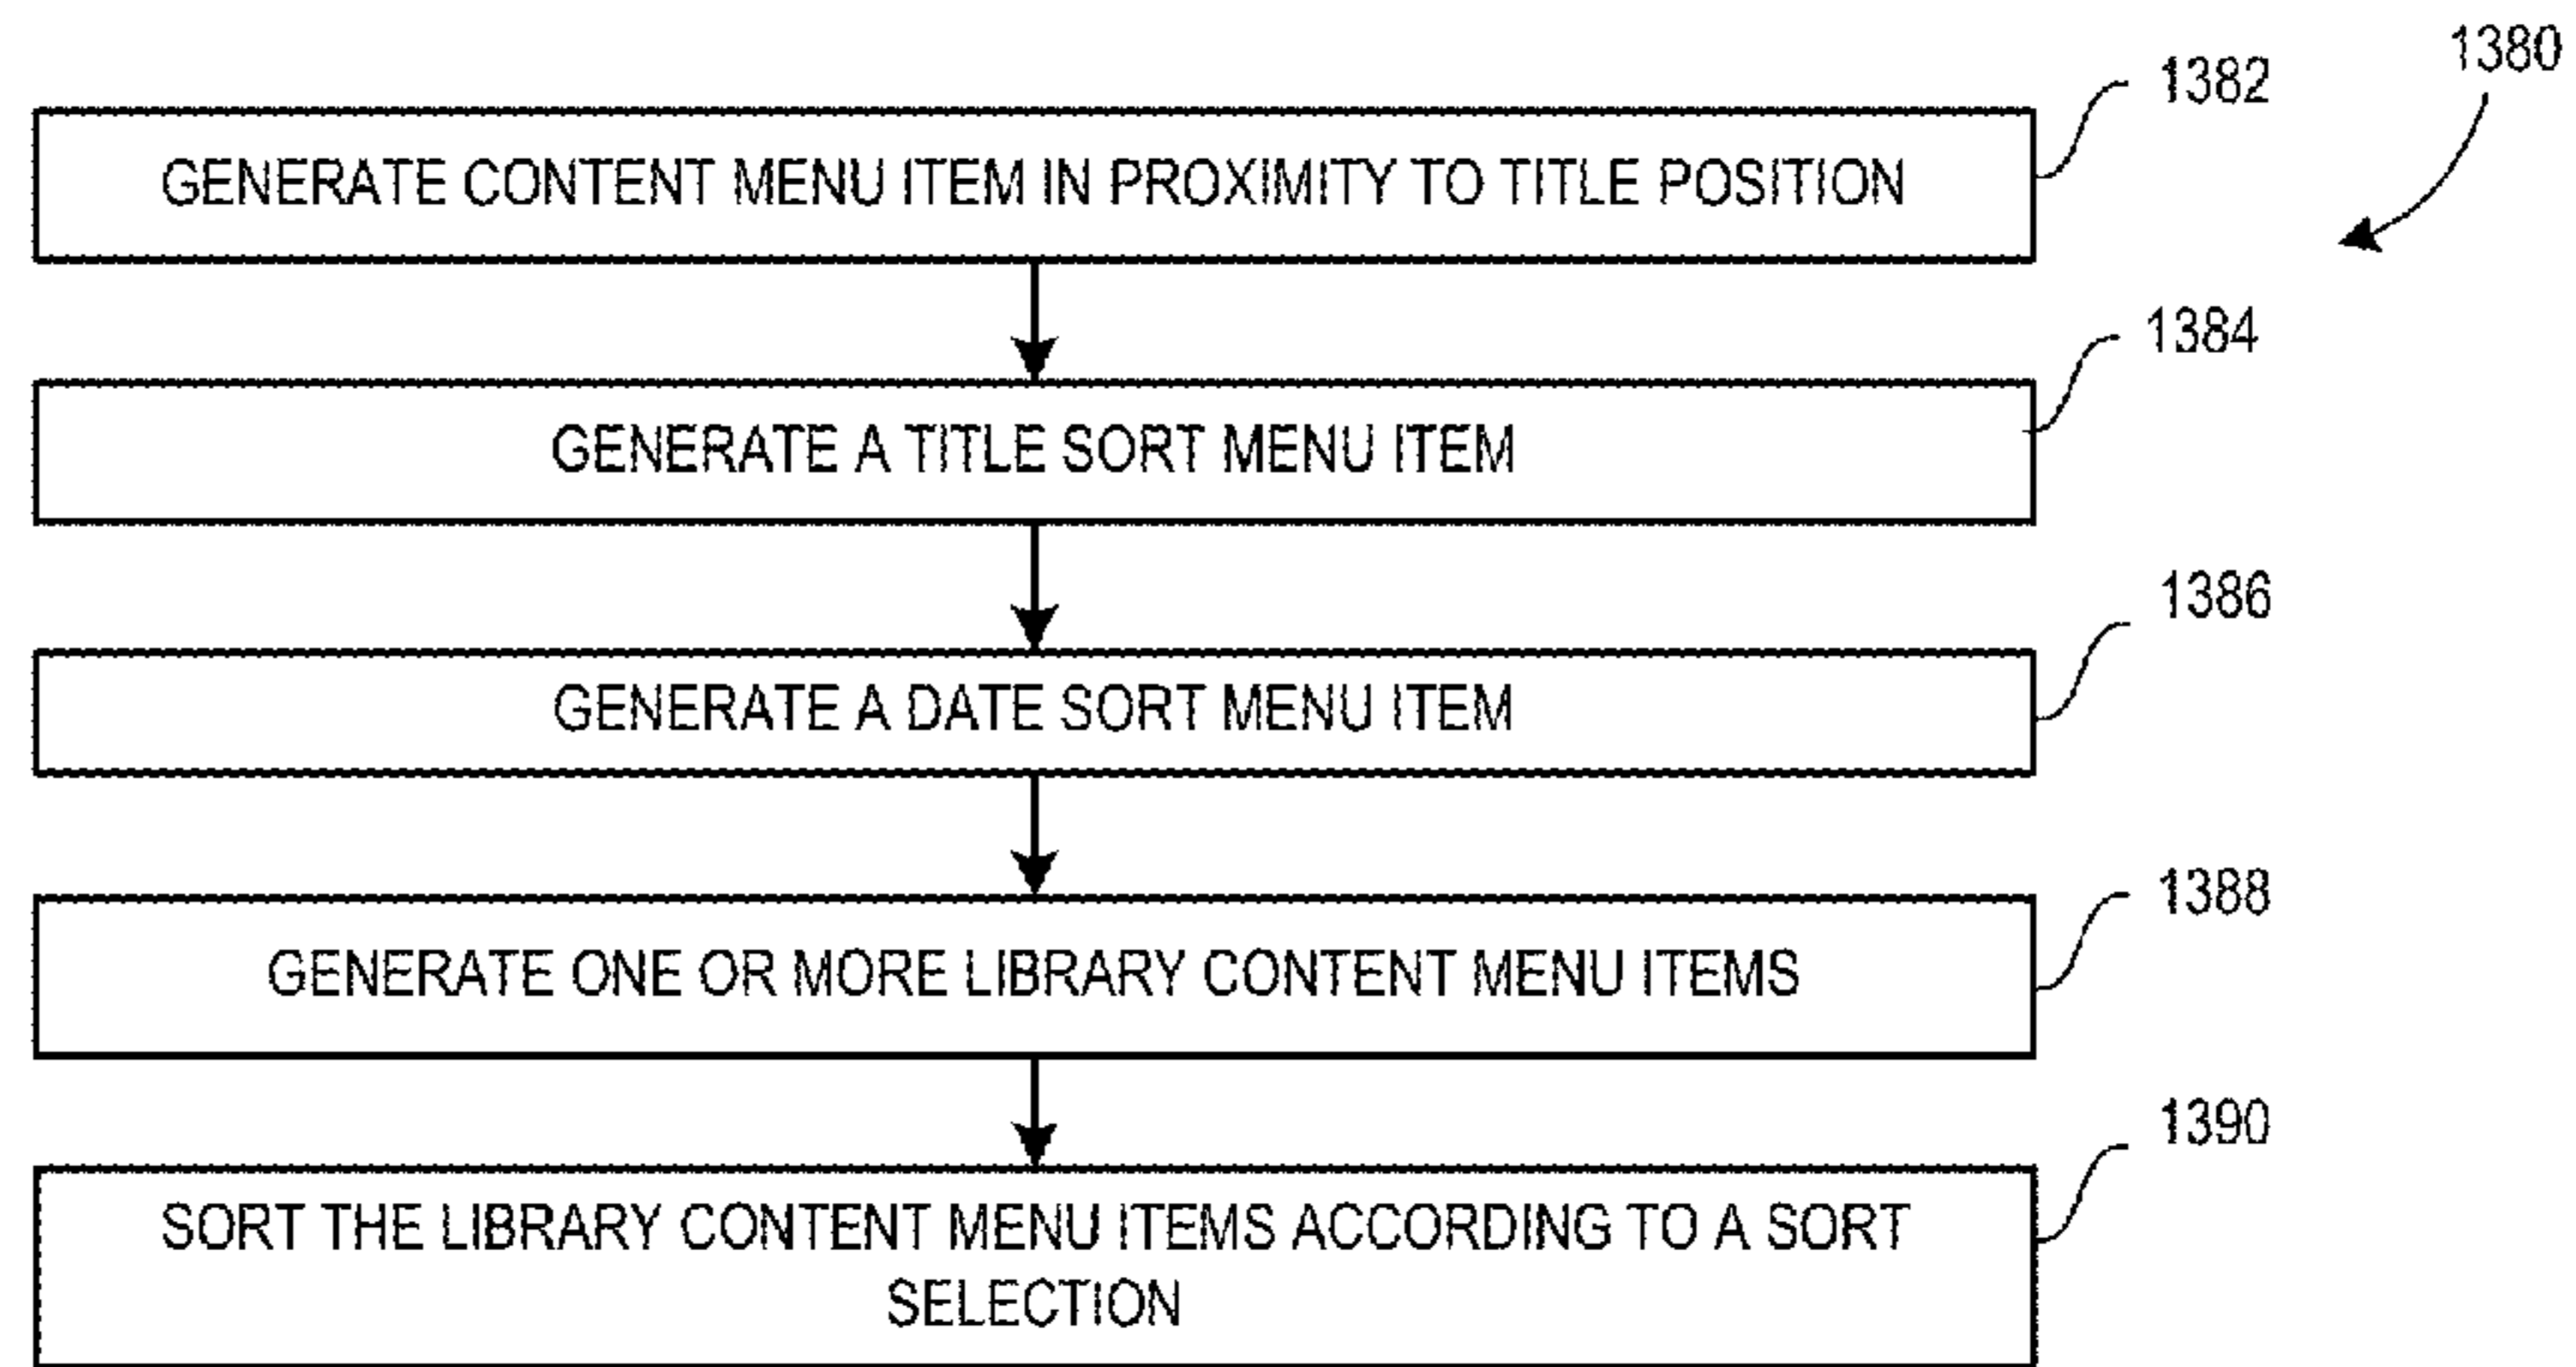 1380
1382
GENERATE CONTENT MENU ITEM IN PROXIMITY TO TITLE POSITION
1384
GENERATE A TITLE SORT MENU ITEM
1386
GENERATE A DATE SORT MENU ITEM
1388
GENERATE ONE OR MORE LIBRARY CONTENT MENU ITEMS
1390
SORT THE LIBRARY CONTENT MENU ITEMS ACCORDING TO A SORT
SELECTION